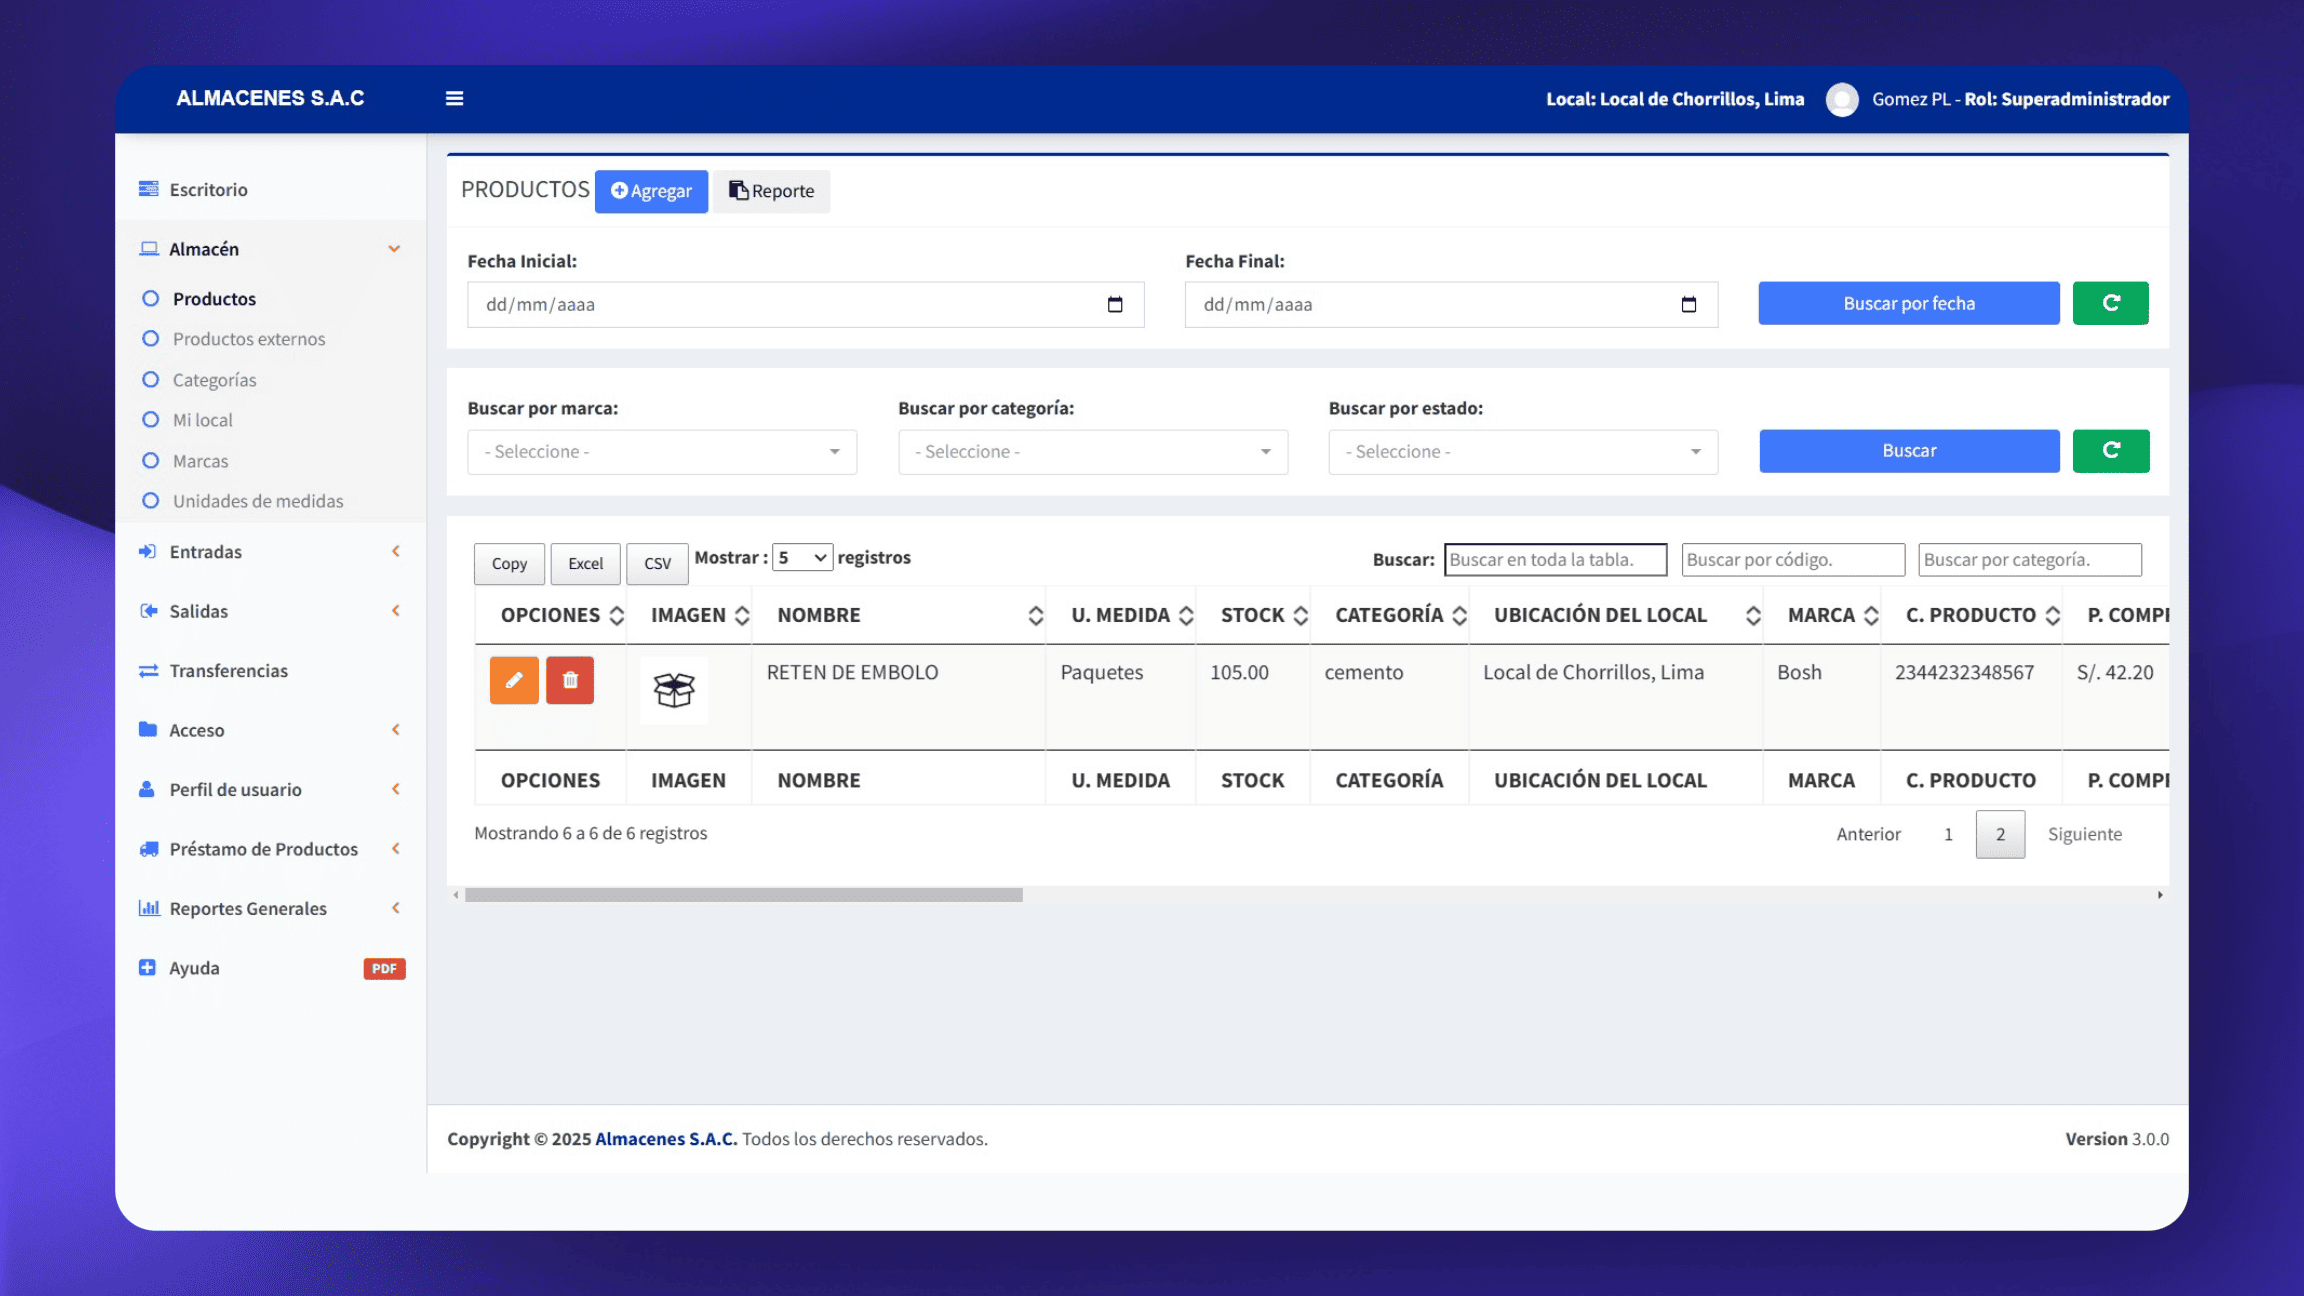 ALMACENES S.A.C
Local: Local de Chorrillos, Lima
Gomez PL - Rol: Superadministrador
Escritorio
Almacén
Productos
Productos externos
Categorías
Mi local
Marcas
Unidades de medidas
Entradas
Salidas
Transferencias
Acceso
Perfil de usuario
Préstamo de Productos
Reportes Generales
Ayuda PDF
PRODUCTOS Agregar Reporte
Fecha Inicial: Fecha Final:
dd/mm/aaaa dd/mm/aaaa Buscar por fecha
Buscar por marca: Buscar por categoría: Buscar por estado:
- Seleccione - - Seleccione - - Seleccione - Buscar
Copy Excel CSV Mostrar : 5 registros Buscar: Buscar en toda la tabla. Buscar por código. Buscar por categoría.
OPCIONES IMAGEN NOMBRE U. MEDIDA STOCK CATEGORÍA UBICACIÓN DEL LOCAL MARCA C. PRODUCTO P. COMPR
RETEN DE EMBOLO Paquetes 105.00 cemento Local de Chorrillos, Lima Bosh 2344232348567 S/. 42.20
OPCIONES IMAGEN NOMBRE U. MEDIDA STOCK CATEGORÍA UBICACIÓN DEL LOCAL MARCA C. PRODUCTO P. COMPR
Mostrando 6 a 6 de 6 registros Anterior 1 2 Siguiente
Copyright © 2025 Almacenes S.A.C. Todos los derechos reservados. Version 3.0.0